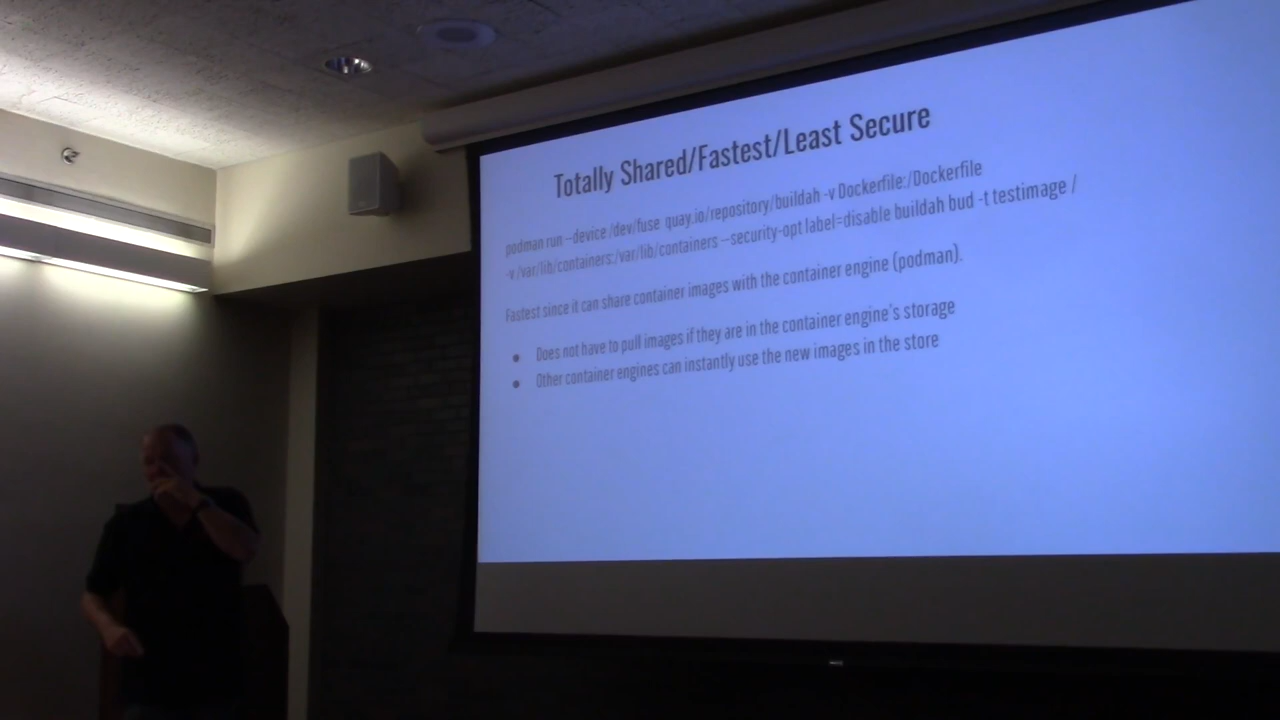 Totally Shared/Fastest/Least Secure
podman run --device /dev/fuse quay.io/repository/buildah -v Dockerfile:/Dockerfile
-v /var/lib/containers:/var/lib/containers --security-opt label=disable buildah bud -t testimage /
Fastest since it can share container images with the container engine (podman).
● Does not have to pull images if they are in the container engine's storage
● Other container engines can instantly use the new images in the store